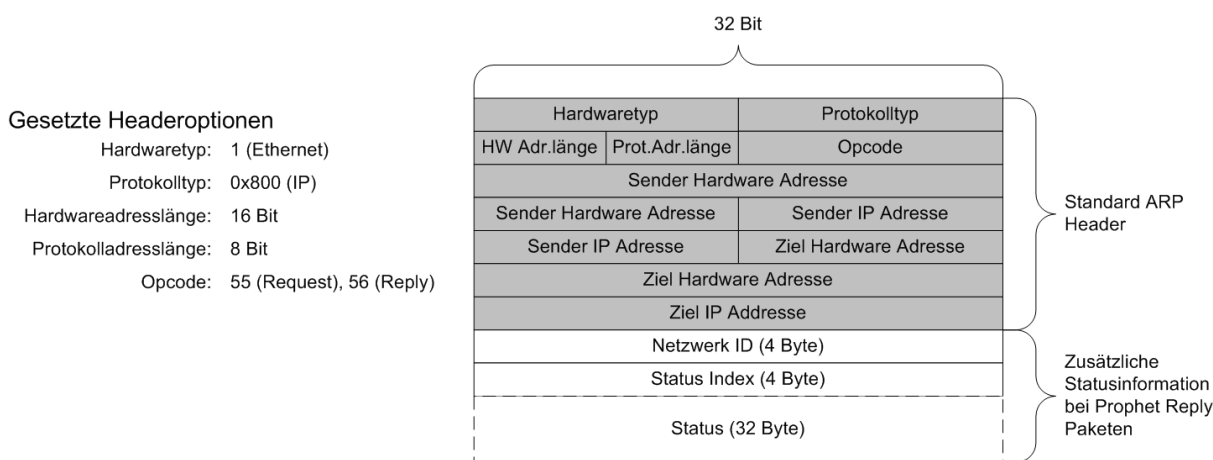 32 Bit
Gesetzte Headeroptionen
Hardwaretyp: 1 (Ethernet)
Protokolltyp: 0x800 (IP)
Hardwareadresslänge: 16 Bit
Protokolladresslänge: 8 Bit
Opcode: 55 (Request), 56 (Reply)
Hardwaretyp Protokolltyp
HW Adr.länge Prot.Adr.länge Opcode
Sender Hardware Adresse
Sender Hardware Adresse Sender IP Adresse
Sender IP Adresse Ziel Hardware Adresse
Ziel Hardware Adresse
Ziel IP Addresse
Netzwerk ID (4 Byte)
Status Index (4 Byte)
Status (32 Byte)
Standard ARP
Header
Zusätzliche
Statusinformation
bei Prophet Reply
Paketen